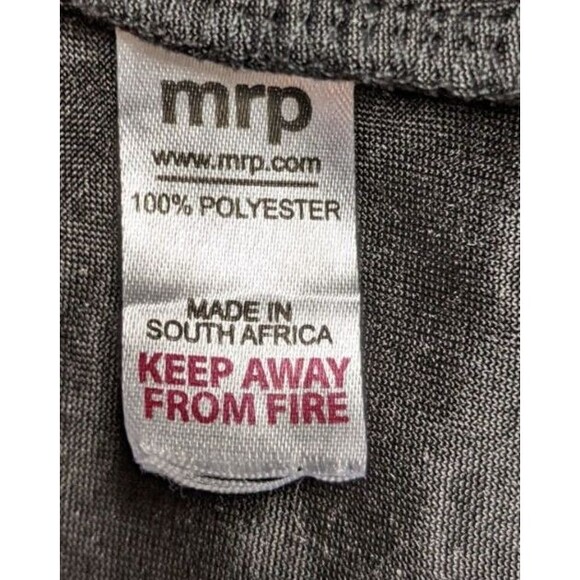 mrp
www.mrp.com
100% POLYESTER
MADE IN
SOUTH AFRICA
KEEP AWAY
FROM FIRE